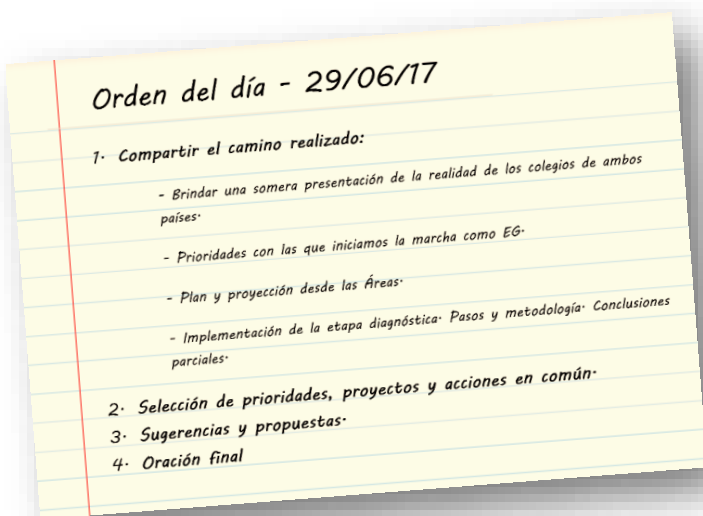 Orden del día - 29/06/17
1. Compartir el camino realizado:
- Brindar una somera presentación de la realidad de los colegios de ambos
países.
- Prioridades con las que iniciamos la marcha como EG.
- Plan y proyección desde las Áreas.
- Implementación de la etapa diagnóstica. Pasos y metodología. Conclusiones
parciales.
2. Selección de prioridades, proyectos y acciones en común.
3. Sugerencias y propuestas.
4. Oración final